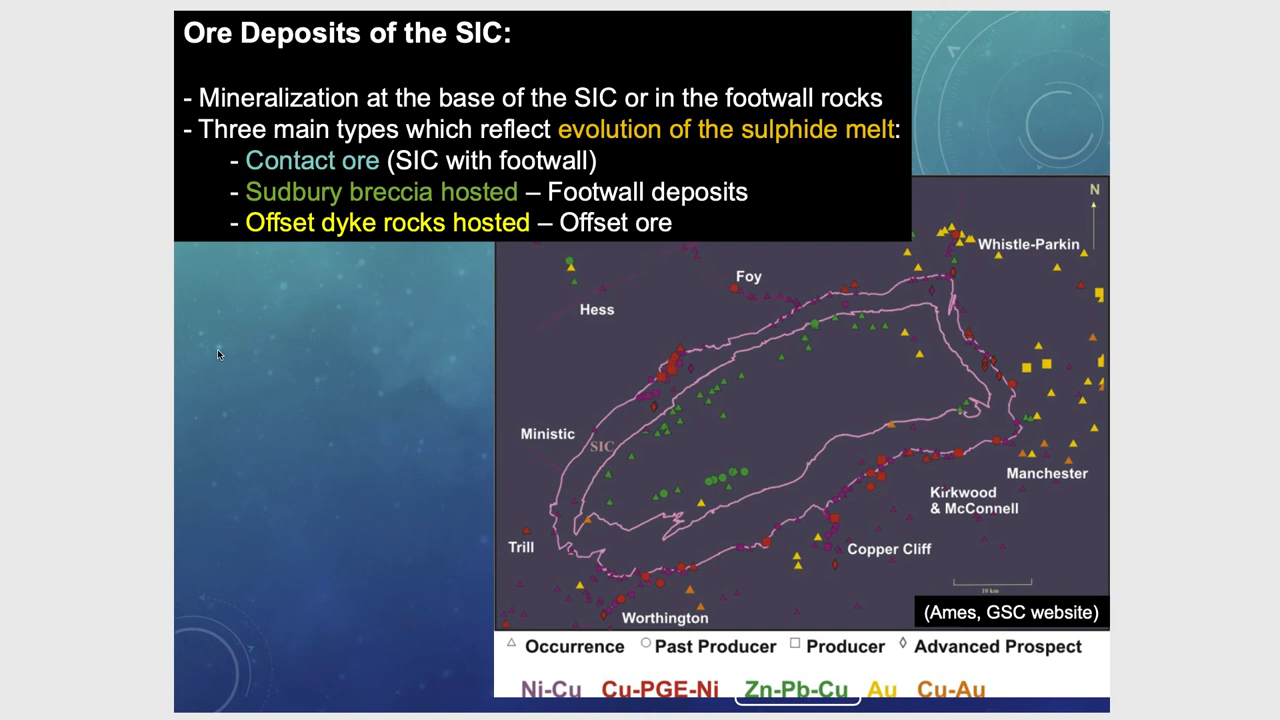 Ore Deposits of the SIC:
- Mineralization at the base of the SIC or in the footwall rocks
- Three main types which reflect evolution of the sulphide melt:
- Contact ore (SIC with footwall)
- Sudbury breccia hosted – Footwall deposits
- Offset dyke rocks hosted – Offset ore
N
Whistle-Parkin
Foy
Hess
Ministic
SIC
Manchester
Kirkwood
& McConnell
Trill
Copper Cliff
10 km
(Ames, GSC website)
Worthington
Occurrence Past Producer Producer Advanced Prospect
Ni-Cu Cu-PGE-Ni Zn-Pb-Cu Au Cu-Au